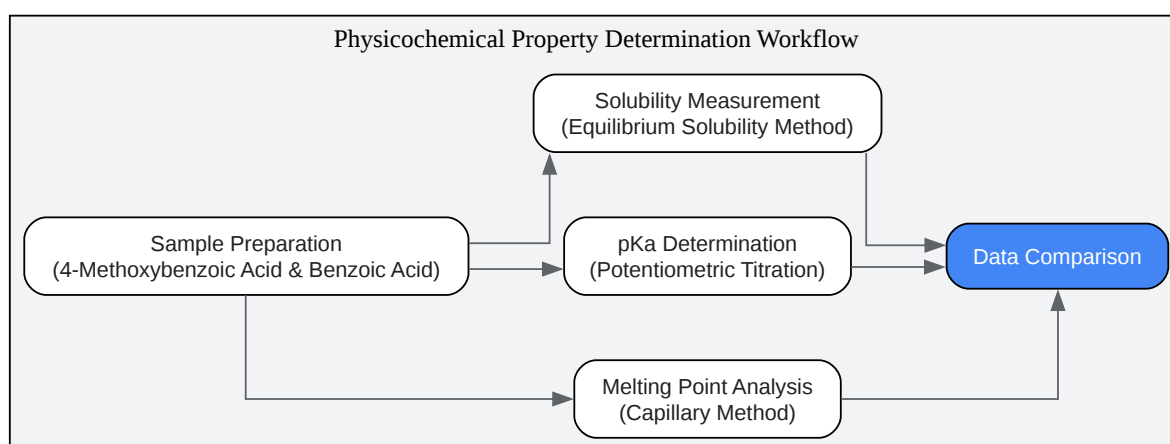 Physicochemical Property Determination Workflow
Solubility Measurement
(Equilibrium Solubility Method)
Sample Preparation
(4-Methoxybenzoic Acid & Benzoic Acid)
pKa Determination
(Potentiometric Titration)
Data Comparison
Melting Point Analysis
(Capillary Method)